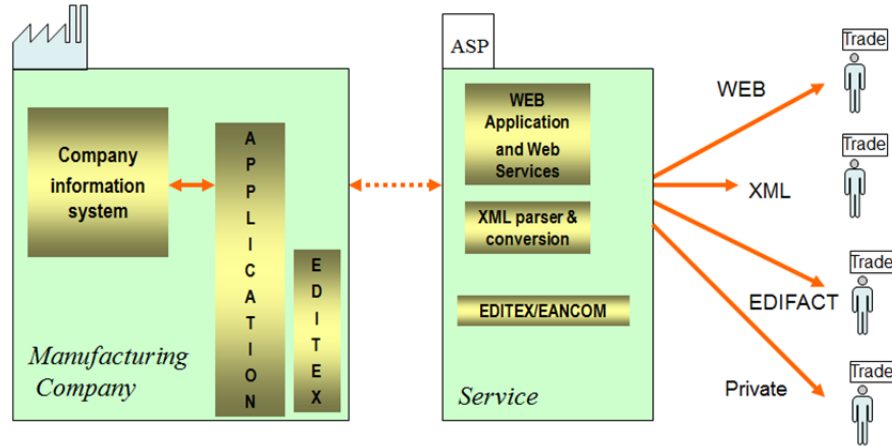 Company
information
system
A
P
P
L
I
C
A
T
I
O
N
E
D
I
T
E
X
Manufacturing
Company
ASP
WEB
Application
and Web
Services
XML parser &
conversion
EDITEX/EANCOM
Service
WEB
XML
EDIFACT
Private
Trade
Trade
Trade
Trade